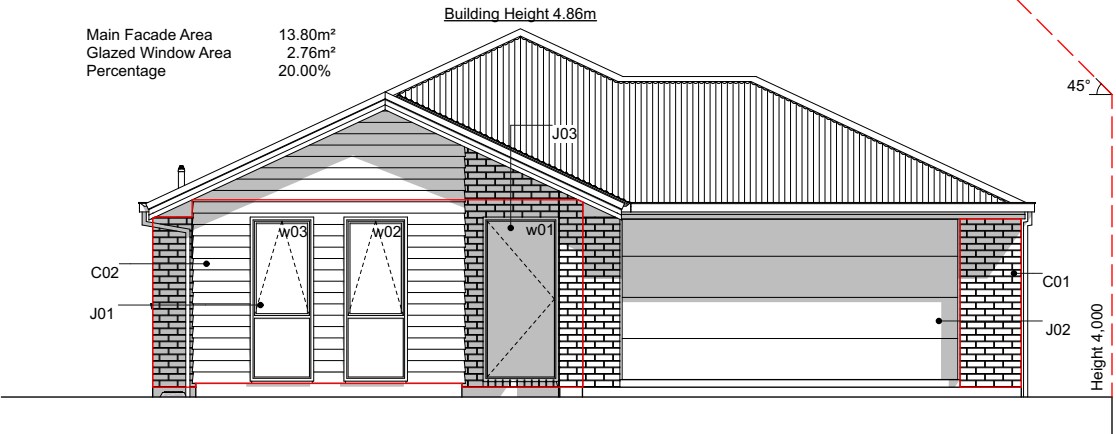 Building Height 4.86m
Main Facade Area 13.80m²
Glazed Window Area 2.76m²
Percentage 20.00%
45°
J03
w03
w02
w01
C02
C01
J01
J02
Height 4,000